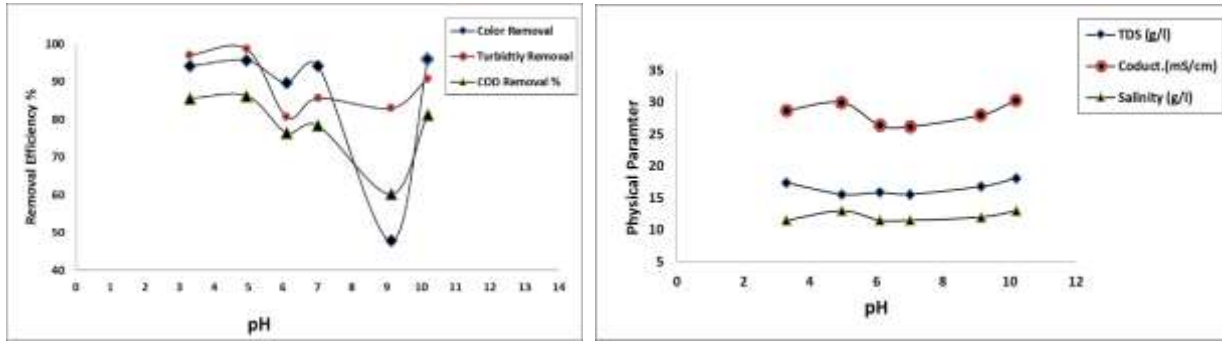 Color Removal
Turbidtiy Removal
COD Removal %
Removal Efficiency %
100
90
80
70
60
50
40
0 1 2 3 4 5 6 7 8 9 10 11 12 13 14
pH
TDS (g/l)
Coduct.(mS/cm)
Salinity (g/l)
Physical Paramter
35
30
25
20
15
10
5
0 2 4 6 8 10 12
pH